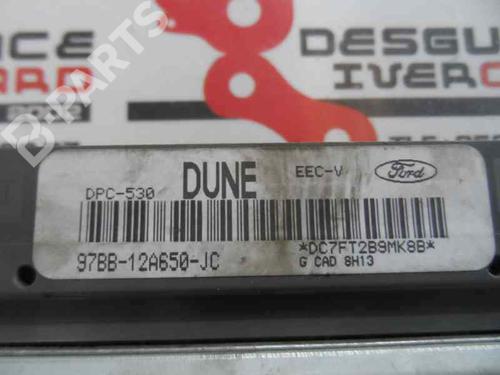 DESGU
IVERC
B-PARTS
DPC-530 DUNE EEC-V Ford
97BB-12A650-JC
*DC7FT2B9MK8B*
G CAD 8H13